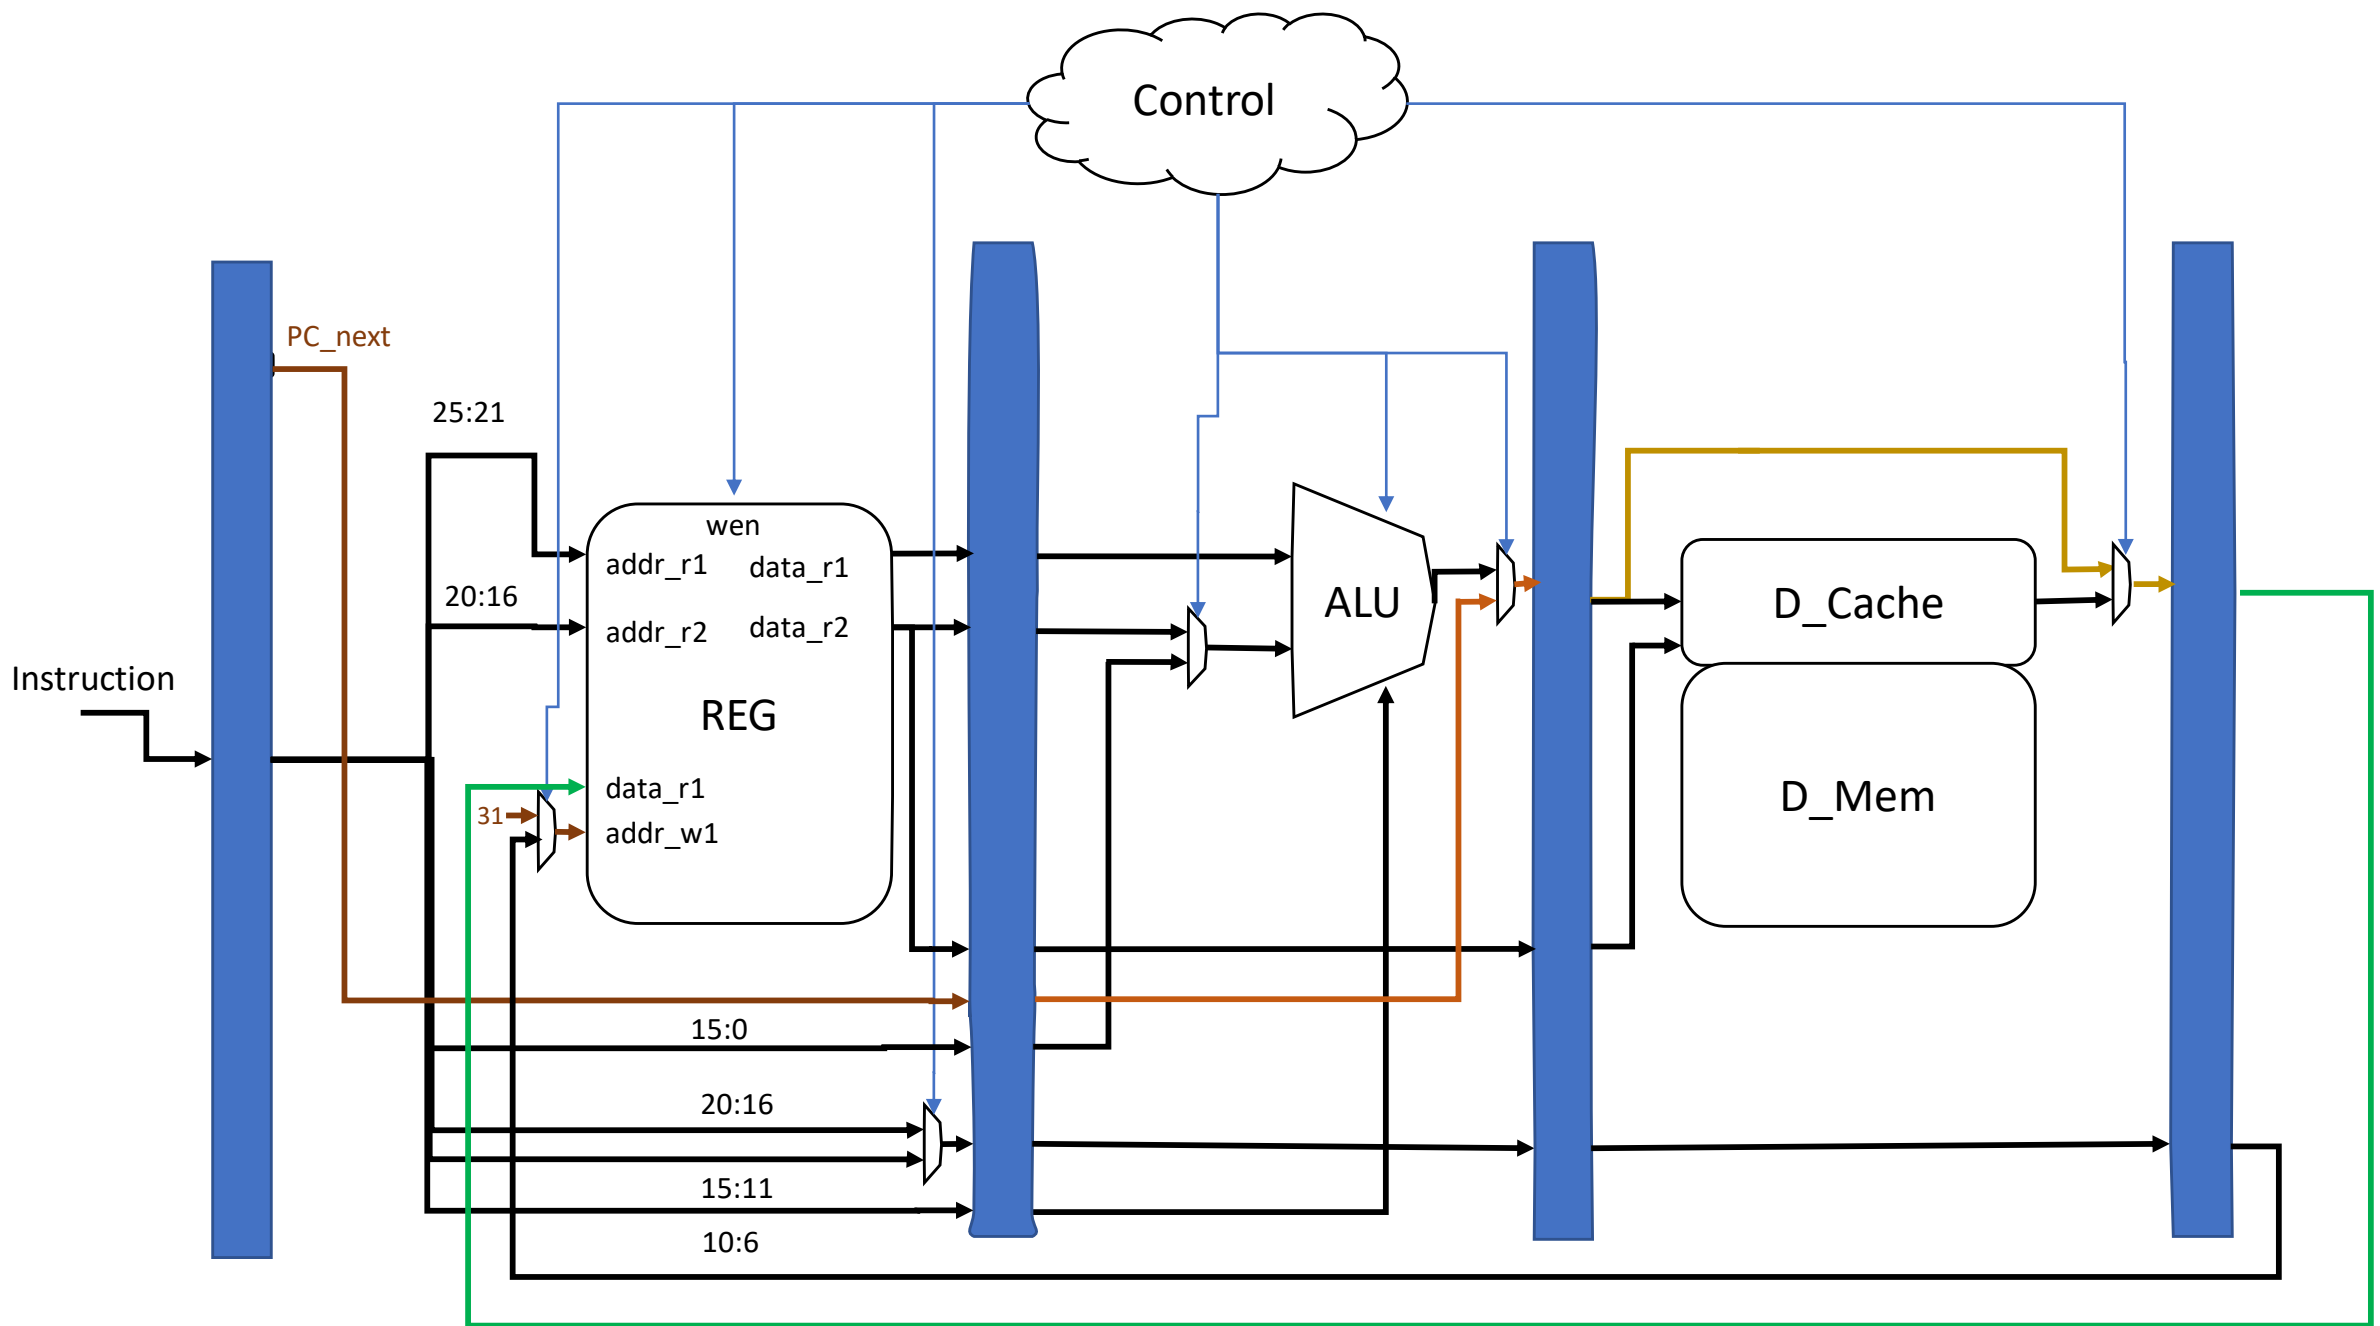 Control
PC_next
25:21
wen
addr_r1
data_r1
20:16
addr_r2
data_r2
ALU
D_Cache
Instruction
REG
data_r1
31
addr_w1
D_Mem
15:0
20:16
15:11
10:6